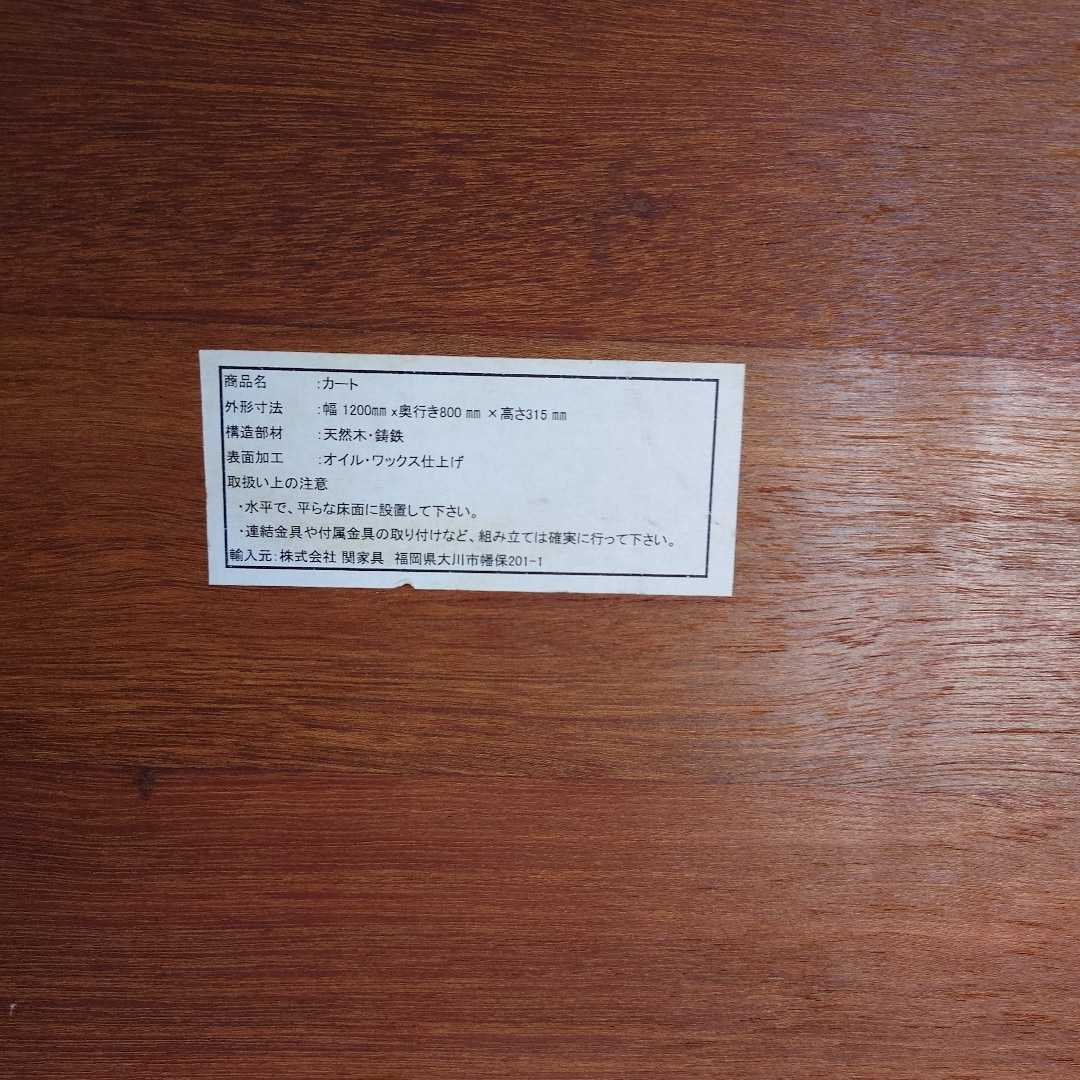 商品名　　　：カート
外形寸法　　：幅 1200㎜ x奥行き800 ㎜ ×高さ315 ㎜
構造部材　　：天然木・鋳鉄
表面加工　　：オイル・ワックス仕上げ
取扱い上の注意
・水平で、平らな床面に設置して下さい。
・連結金具や付属金具の取り付けなど、組み立ては確実に行って下さい。
輸入元：株式会社 関家具　福岡県大川市幡保201-1